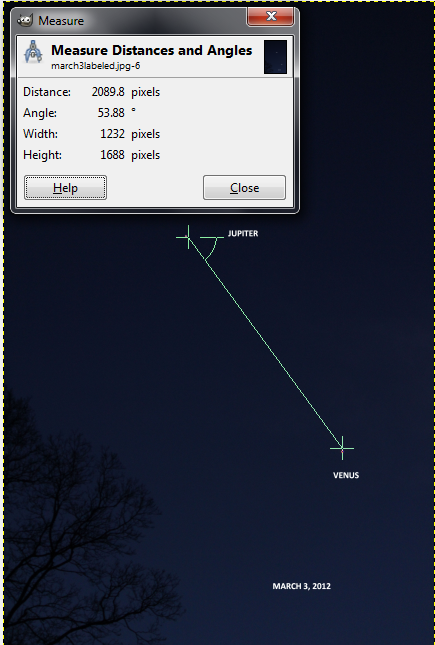 Measure
Measure Distances and Angles
march3labeled.jpg-6
Distance: 2089.8 pixels
Angle: 53.88 °
Width: 1232 pixels
Height: 1688 pixels
Help Close
JUPITER
VENUS
MARCH 3, 2012